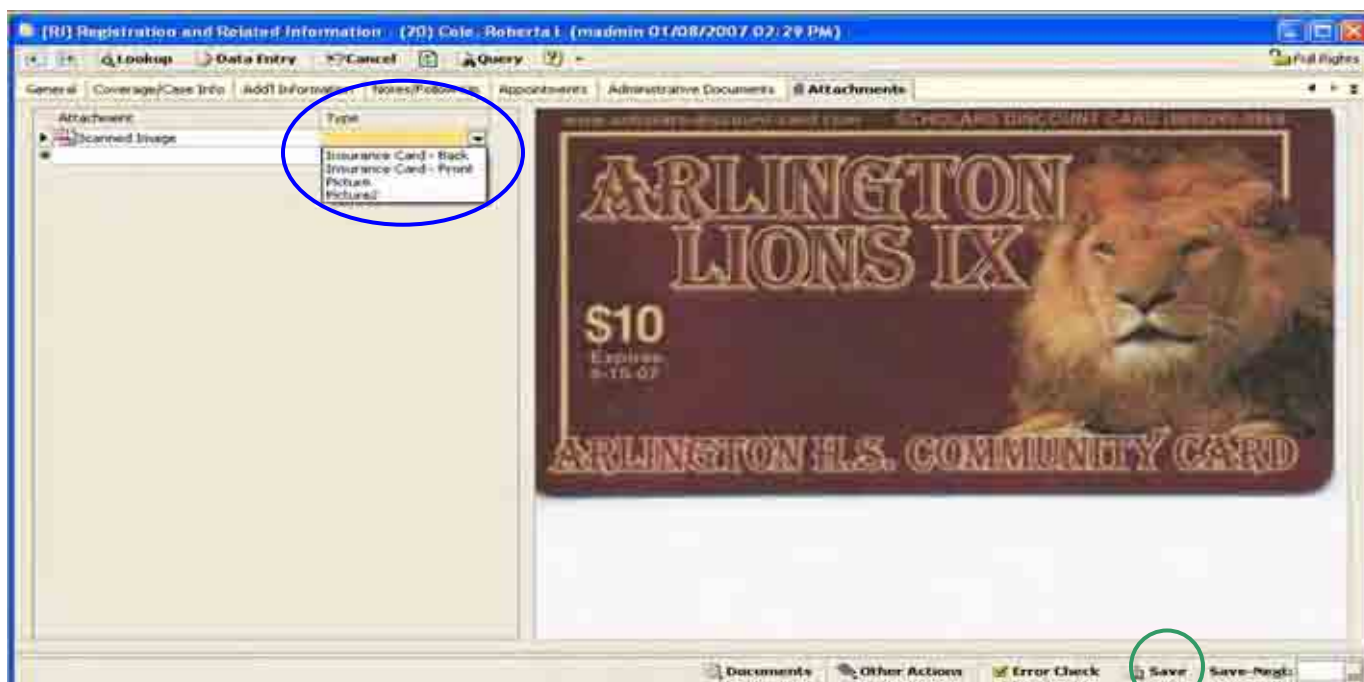 [RI] Registration and Related Information (20) Cole, Roberta L (madmin 01/08/2007 02:29 PM)
Lookup Data Entry Cancel Query Full Rights
General Coverage/Case Info Add'l Information Notes/Follow-up Appointments Administrative Documents Attachments
Attachment Type
Scanned Image
Insurance Card - Back
Insurance Card - Front
Picture
Picture2
DISCOUNT CARD
ARLINGTON
LIONS IX
$10
Expires
ARLINGTON H.S. COMMUNITY CARD
Documents Other Actions Error Check Save Save-Next: